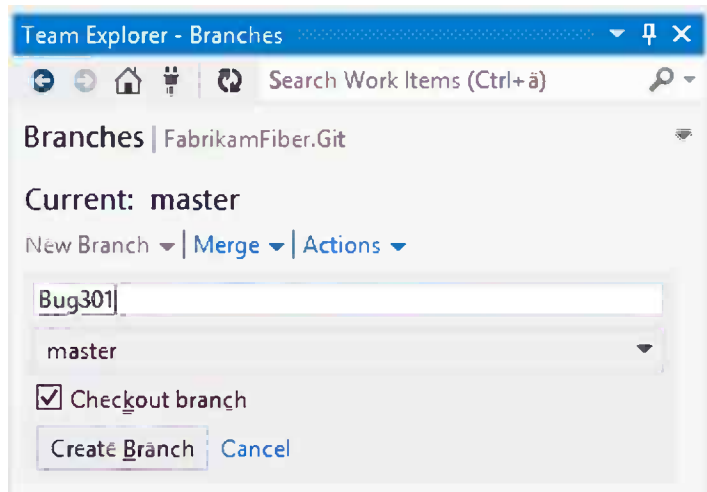 Team Explorer - Branches
Search Work Items (Ctrl+ä)
Branches | FabrikamFiber.Git
Current: master
New Branch | Merge | Actions
Bug301
master
Checkout branch
Create Branch Cancel